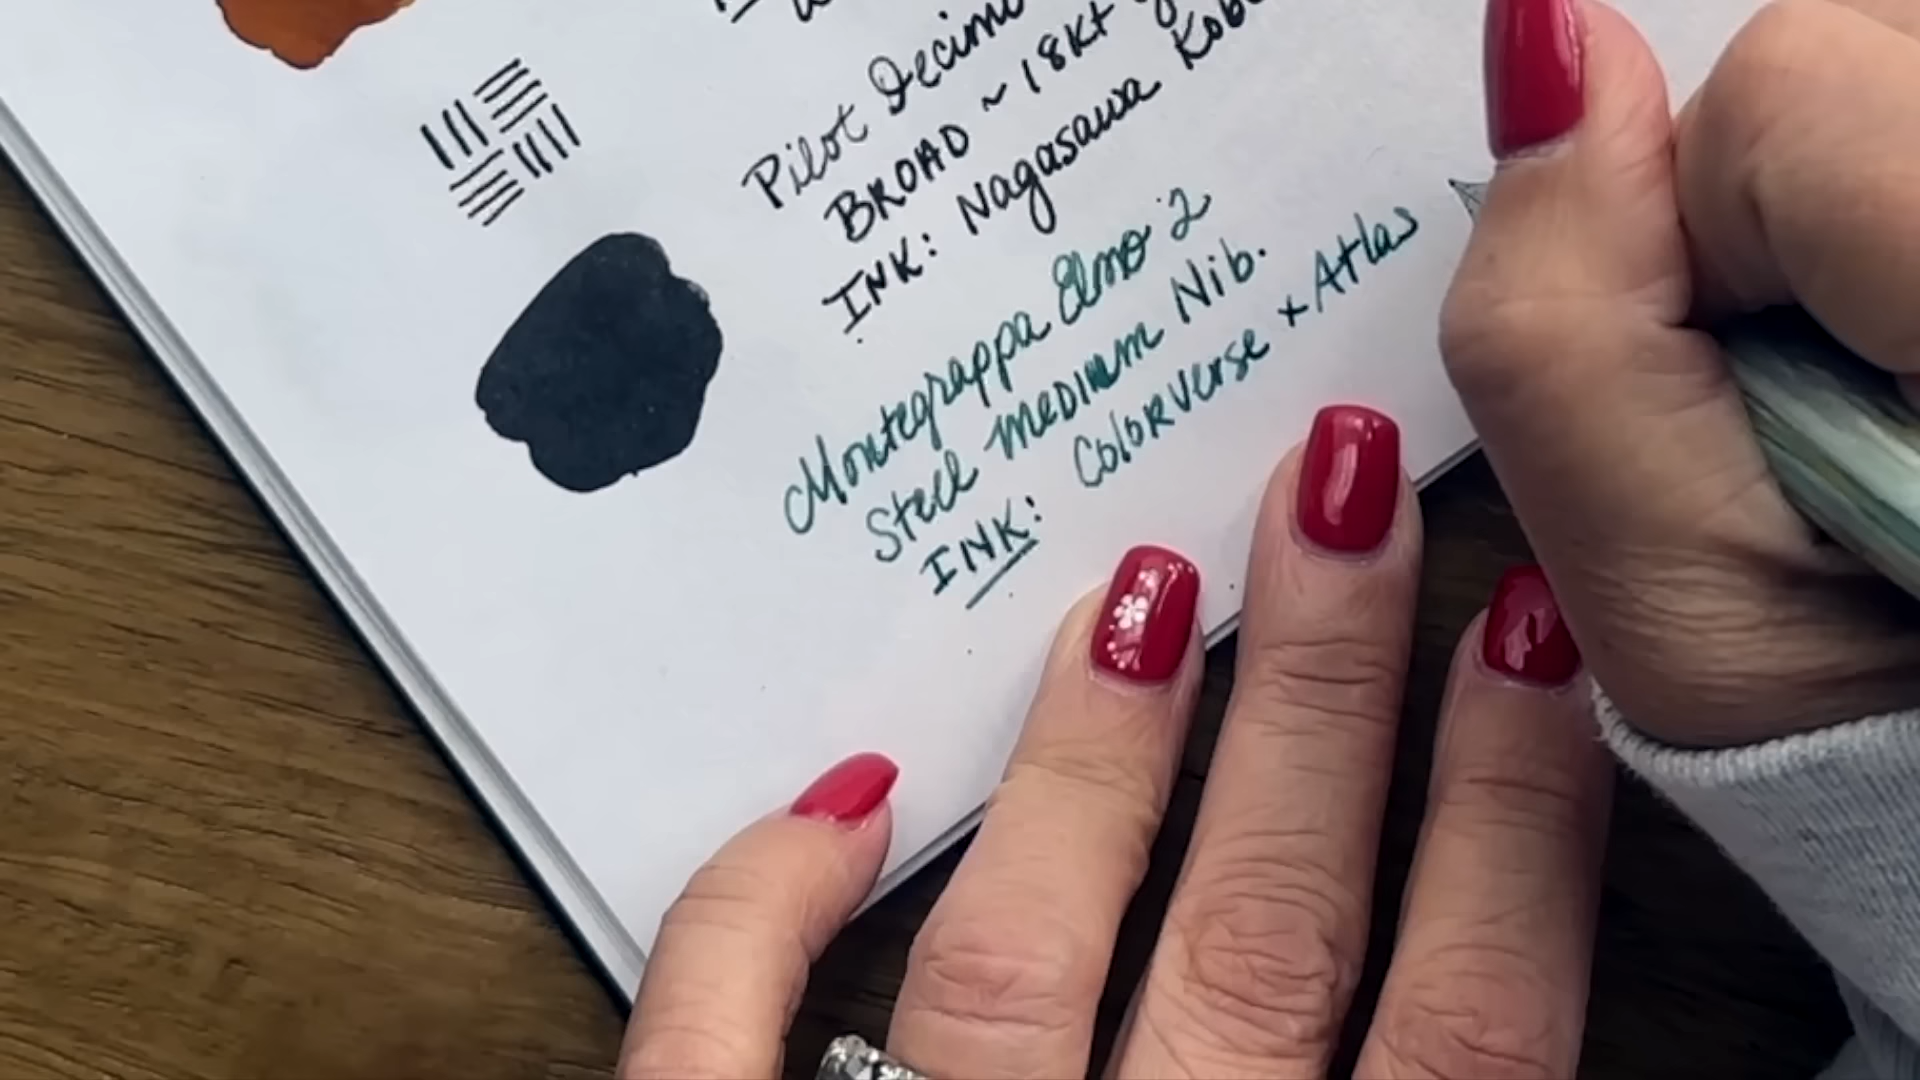 Pilot Decimo
BROAD ~ 18Kt
INK: Nagasawa
Montegrappa Elmo 2
Steel MEDIUM Nib.
INK: ColorVerse x Atlas